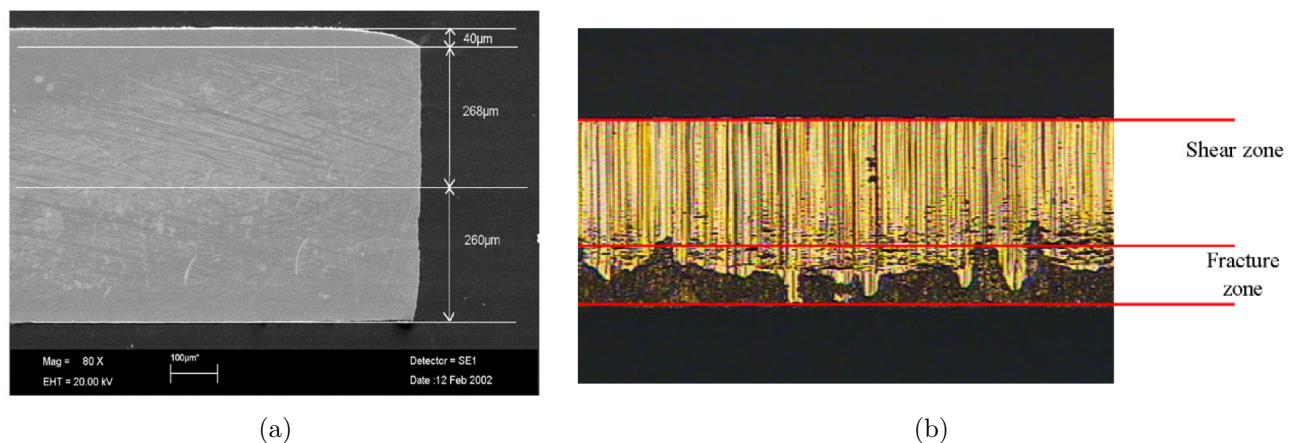 40µm
268µm
260µm
Mag = 80 X
100µm*
Detector = SE1
EHT = 20.00 kV
Date :12 Feb 2002
Shear zone
Fracture
zone
(a)
(b)